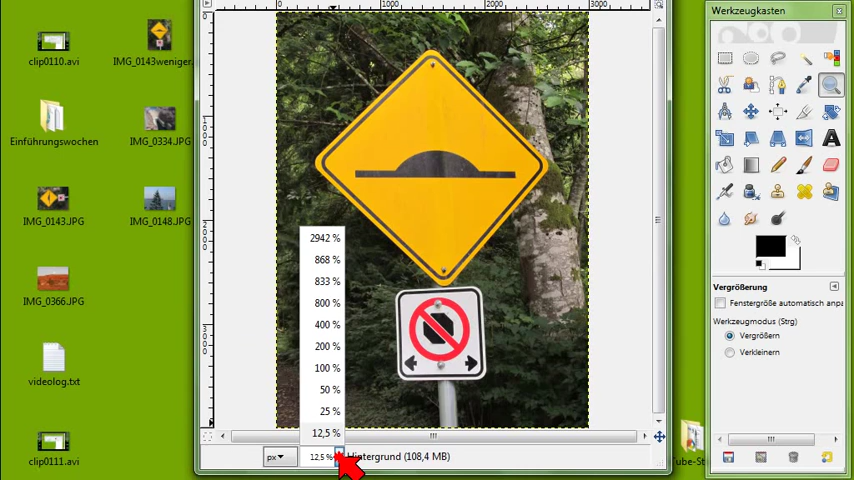 clip0110.avi
IMG_0143weniger.
Einführungswochen
IMG_0334.JPG
IMG_0143.JPG
IMG_0148.JPG
IMG_0366.JPG
videolog.txt
clip0111.avi
1000
2000
3000
Werkzeugkasten
Vergrößerung
Fenstergröße automatisch anpa
Werkzeugmodus (Strg)
Vergrößern
Verkleinern
2942 %
868 %
833 %
800 %
400 %
200 %
100 %
50 %
25 %
12,5 %
px
12,5 %
Hintergrund (108,4 MB)
be-St